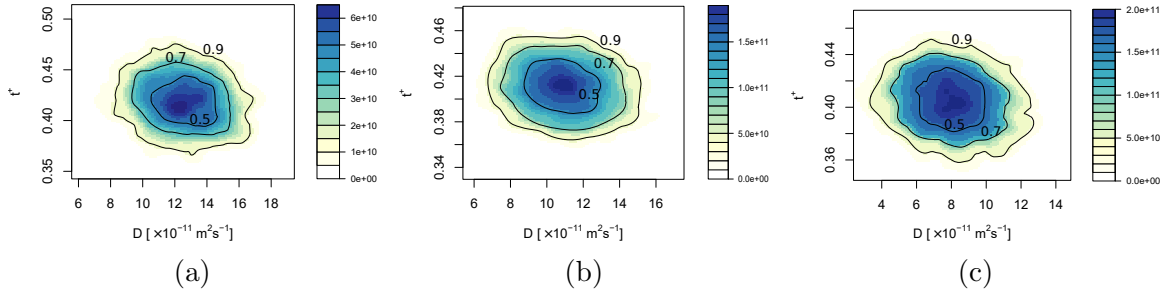 0.50
0.45
0.40
0.35
t⁺
0.9
0.7
0.5
6 8 10 12 14 16 18
D [ ×10⁻¹¹ m²s⁻¹]
6e+10
5e+10
4e+10
3e+10
2e+10
1e+10
0e+00
(a)
0.46
0.42
0.38
0.34
t⁺
0.9
0.7
0.5
6 8 10 12 14 16
D [ ×10⁻¹¹ m²s⁻¹]
1.5e+11
1.0e+11
5.0e+10
0.0e+00
(b)
0.44
0.40
0.36
t⁺
0.9
0.5
0.7
4 6 8 10 12 14
D [ ×10⁻¹¹ m²s⁻¹]
2.0e+11
1.5e+11
1.0e+11
5.0e+10
0.0e+00
(c)